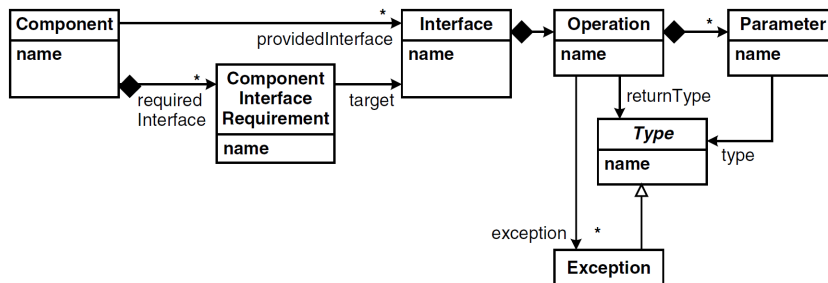 Component
name
*
providedInterface
Interface
name
Operation
name
*
Parameter
name
*
required
Interface
Component
Interface
Requirement
name
target
returnType
Type
name
type
exception
*
Exception